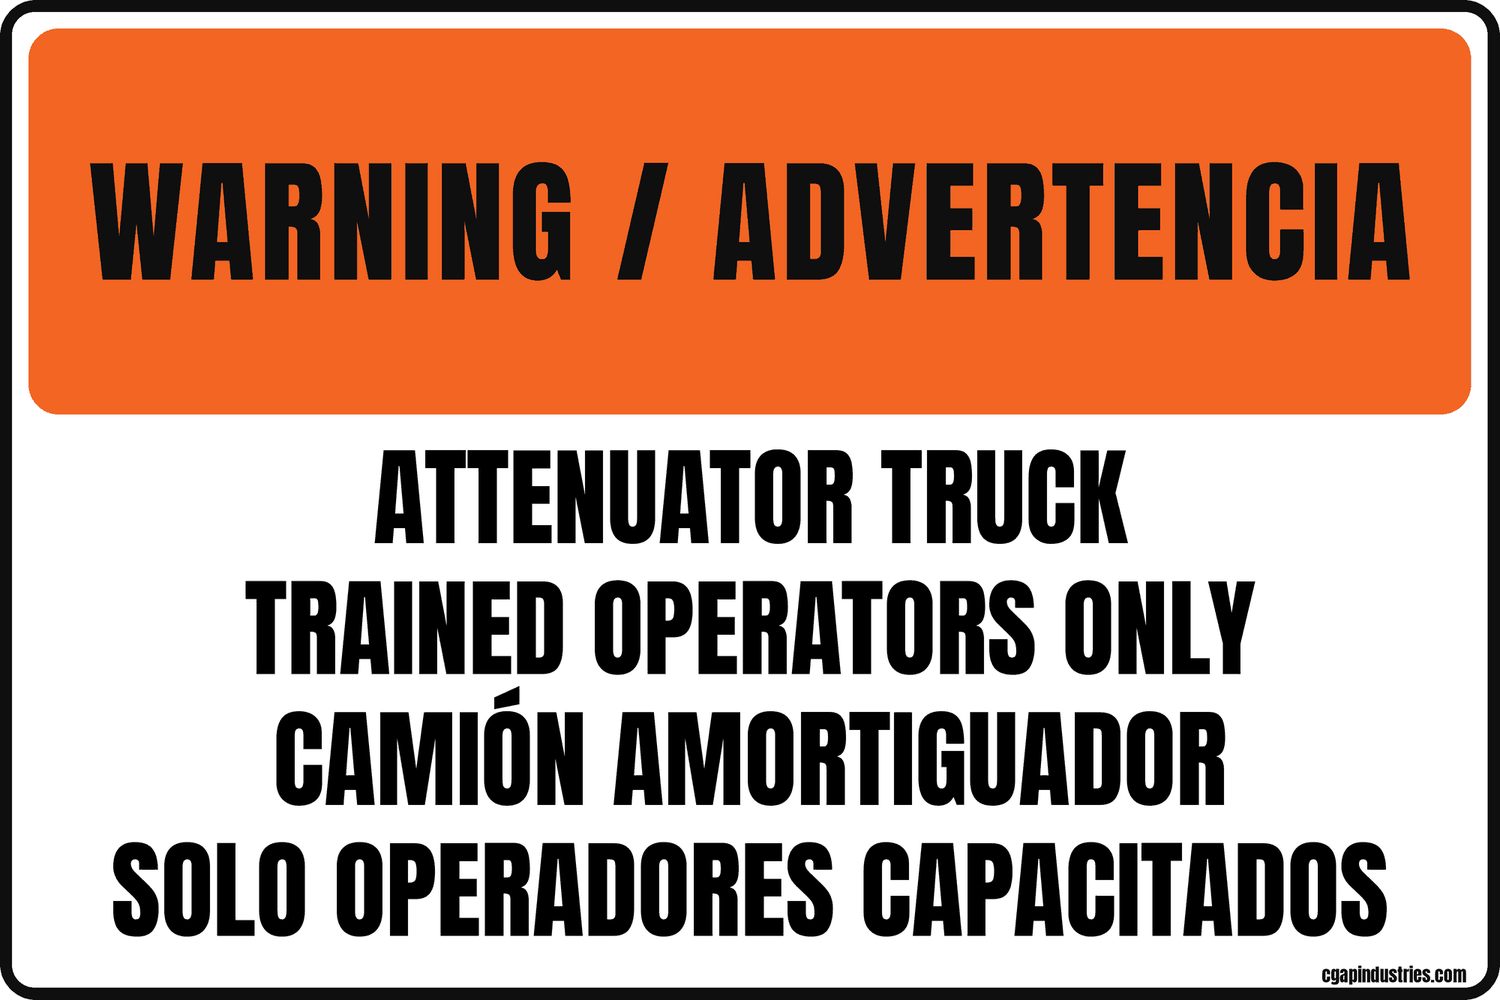 WARNING / ADVERTENCIA
ATTENUATOR TRUCK
TRAINED OPERATORS ONLY
CAMIÓN AMORTIGUADOR
SOLO OPERADORES CAPACITADOS
cgapindustries.com